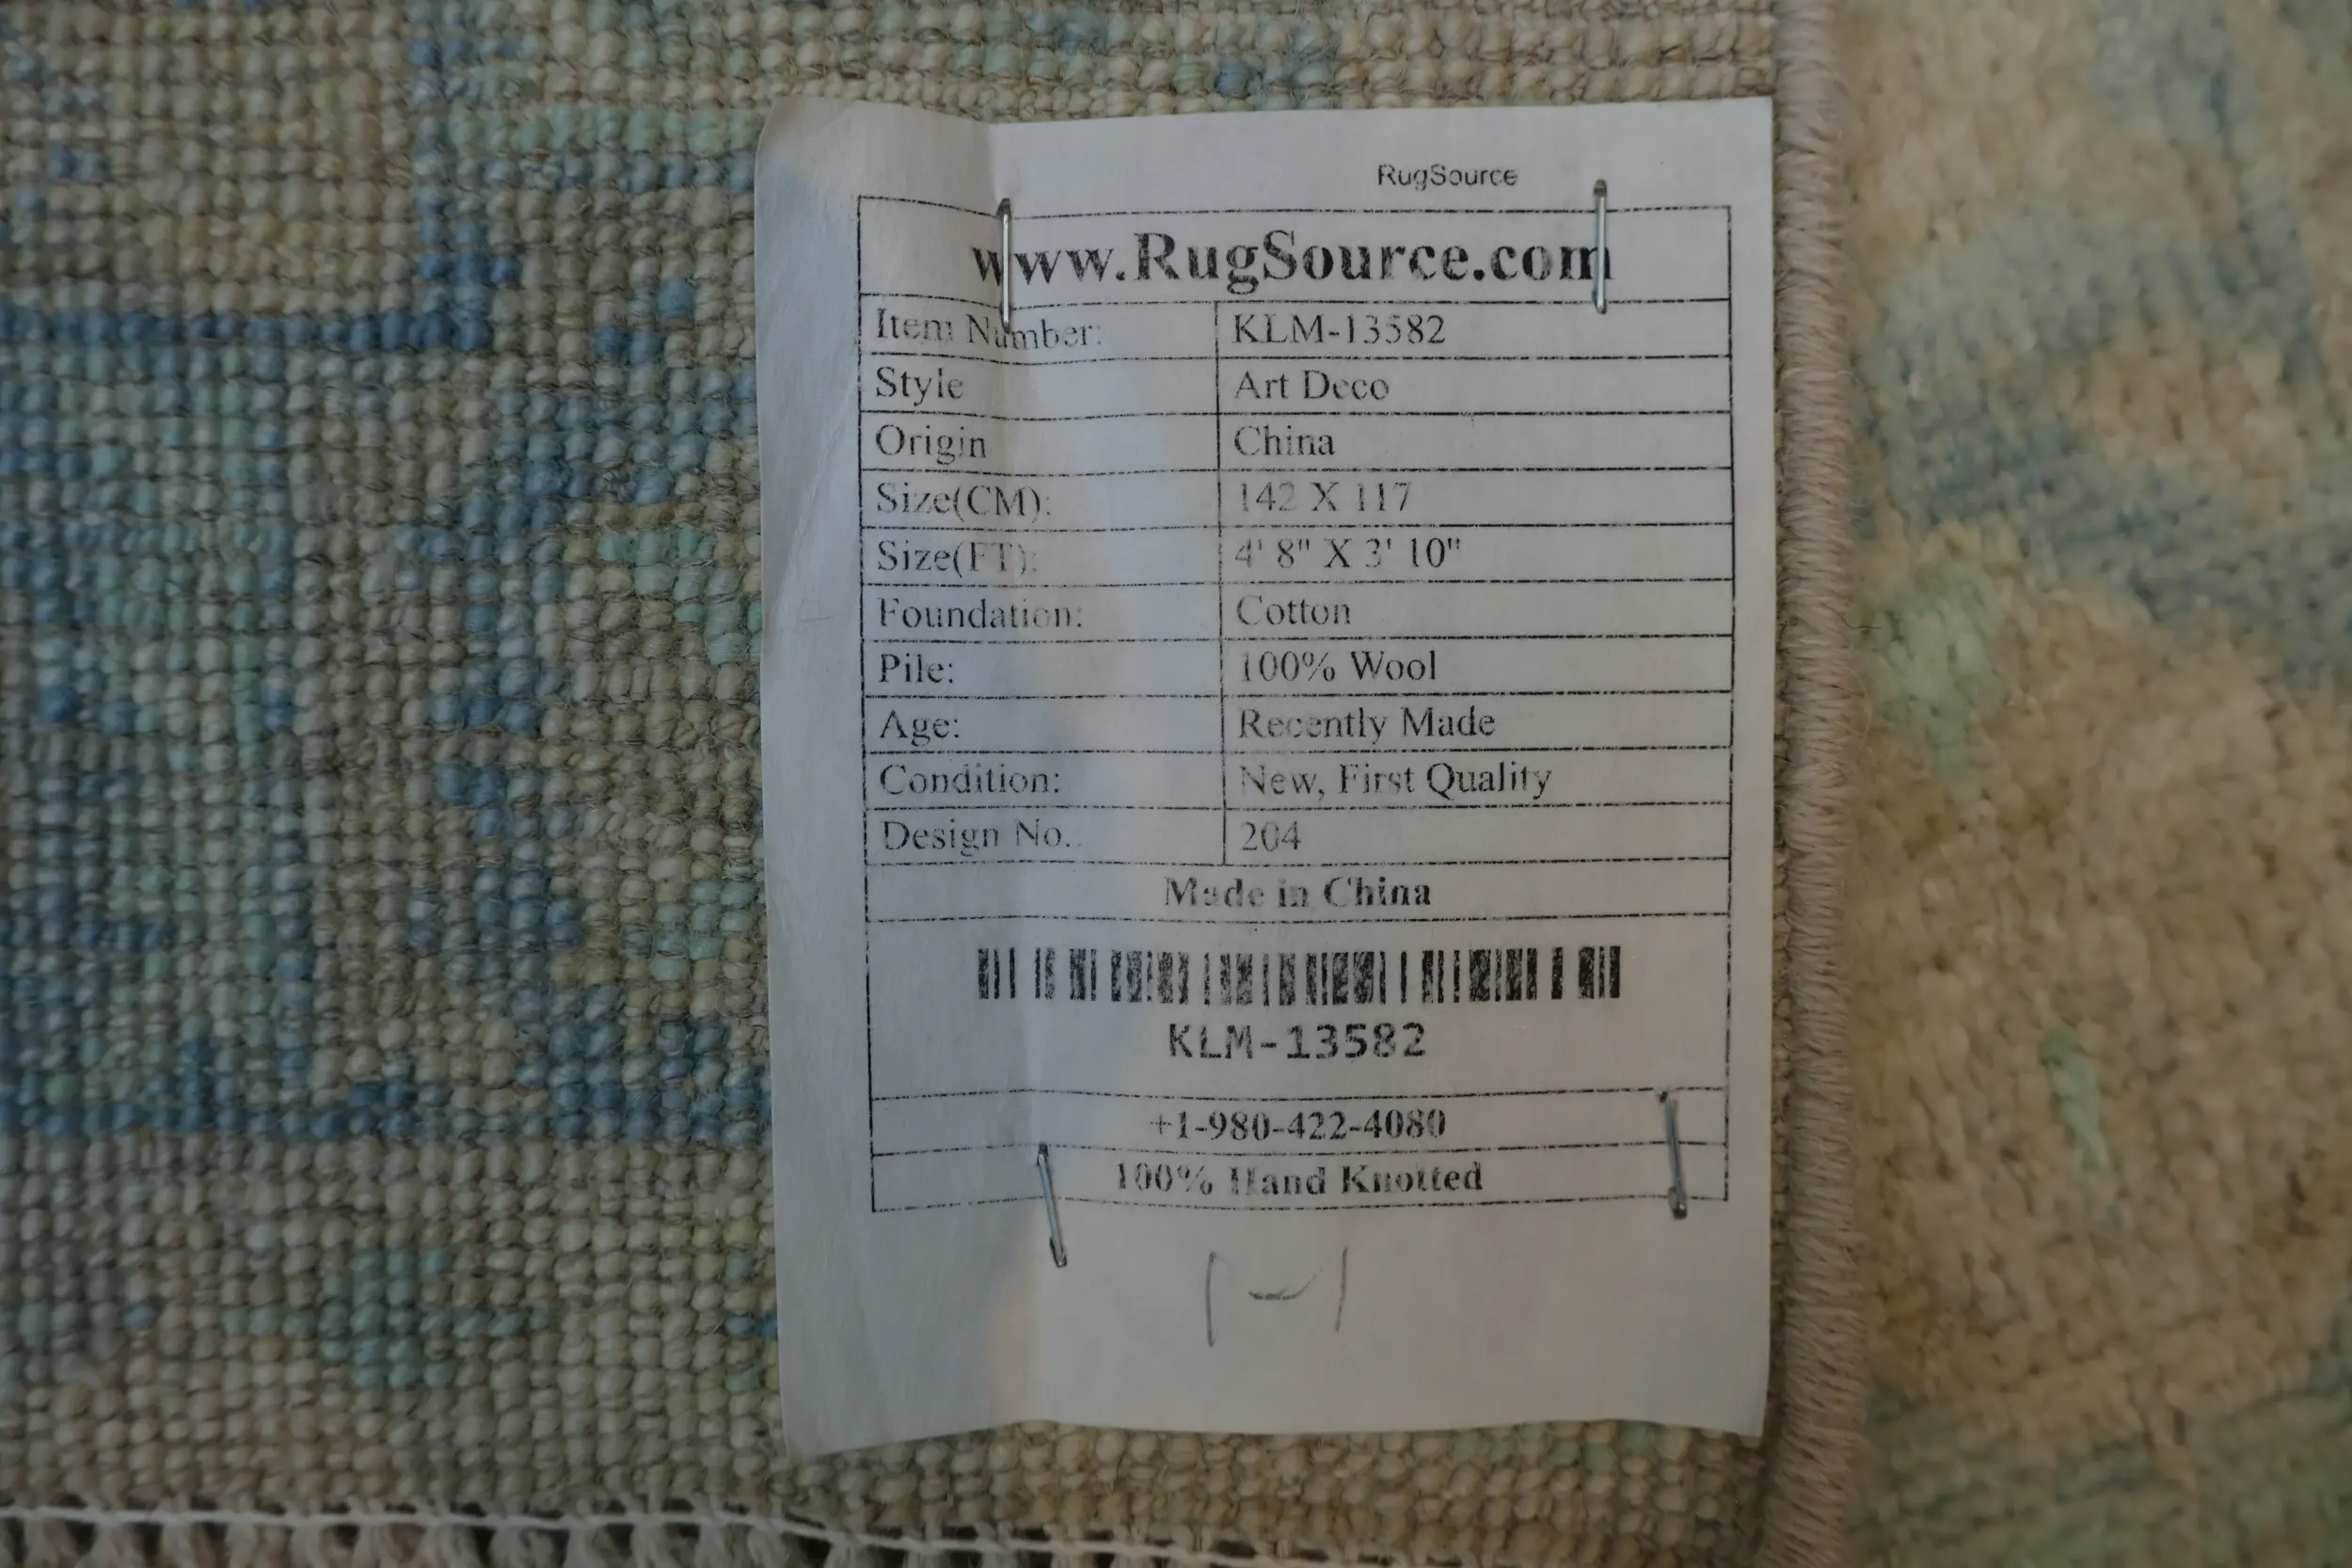 RugSource
www.RugSource.com
Item Number: KLM-13582
Style Art Deco
Origin China
Size(CM): 142 X 117
Size(FT): 4' 8" X 3' 10"
Foundation: Cotton
Pile: 100% Wool
Age: Recently Made
Condition: New, First Quality
Design No.. 204
Made in China
KLM-13582
+1-980-422-4080
100% Hand Knotted
1-1